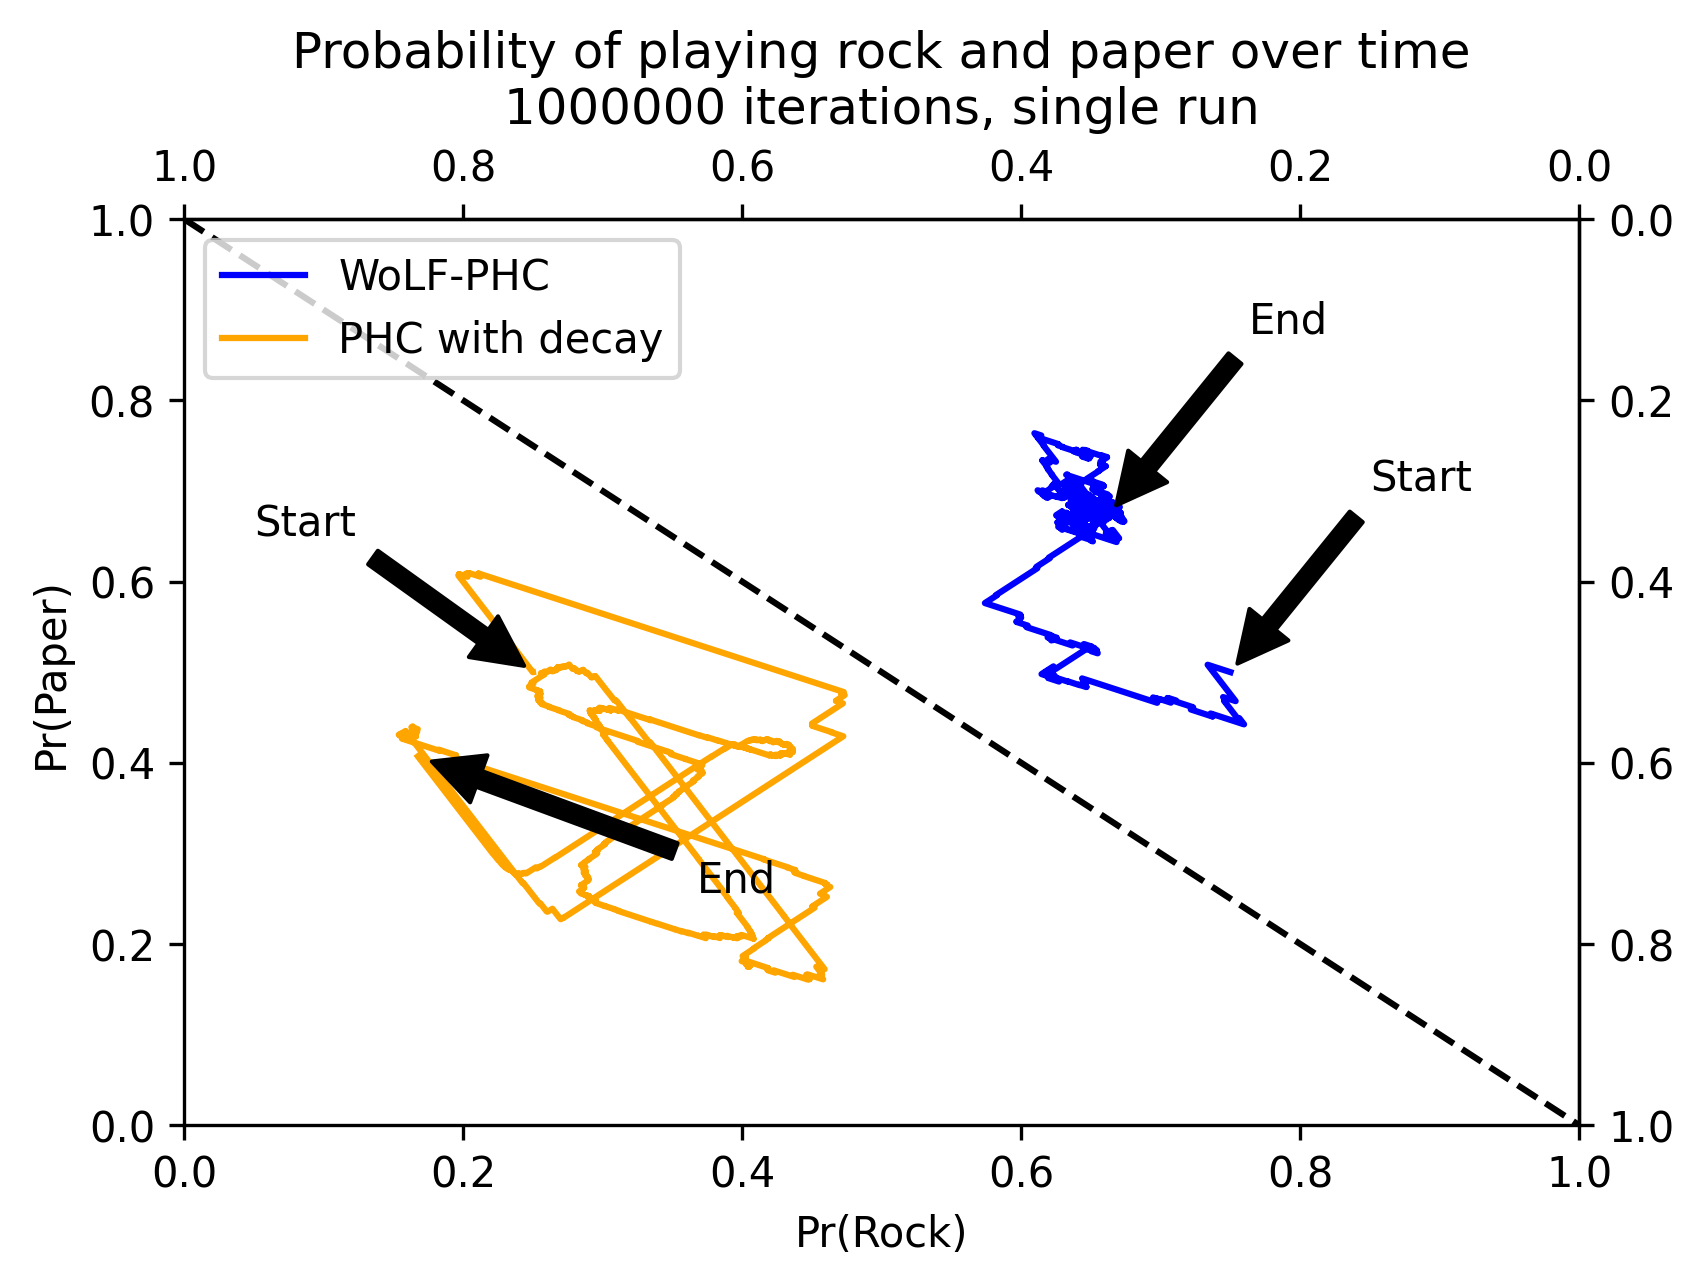 Probability of playing rock and paper over time
1000000 iterations, single run
1.0 0.8 0.6 0.4 0.2 0.0
WoLF-PHC
PHC with decay
End
Start
Start
End
1.0
0.8
0.6
0.4
0.2
0.0
0.0
0.2
0.4
0.6
0.8
1.0
Pr(Paper)
0.0 0.2 0.4 0.6 0.8 1.0
Pr(Rock)